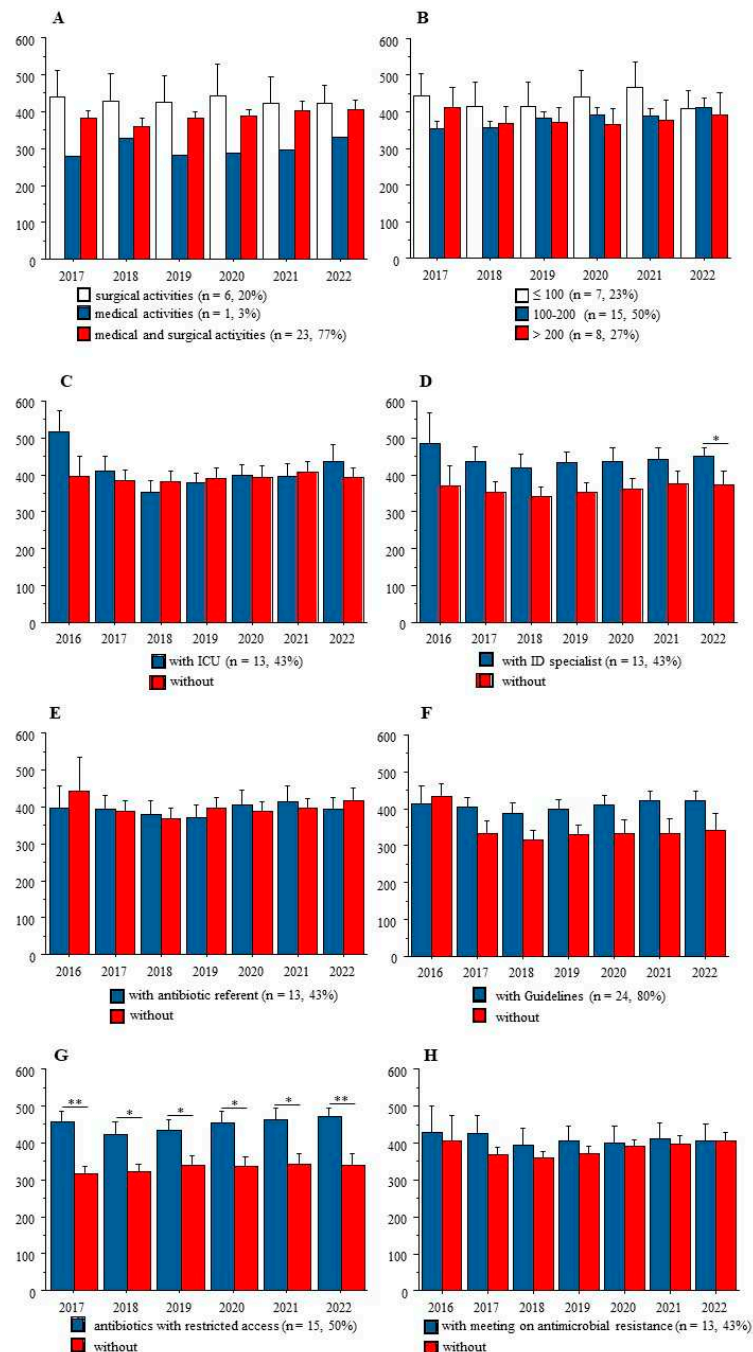 A
600
500
400
300
200
100
0
2017 2018 2019 2020 2021 2022
surgical activities (n = 6, 20%)
medical activities (n = 1, 3%)
medical and surgical activities (n = 23, 77%)
B
600
500
400
300
200
100
0
2017 2018 2019 2020 2021 2022
≤ 100 (n = 7, 23%)
100-200 (n = 15, 50%)
> 200 (n = 8, 27%)
C
600
500
400
300
200
100
0
2016 2017 2018 2019 2020 2021 2022
with ICU (n = 13, 43%)
without
D
600
500
400
300
200
100
0
*
2016 2017 2018 2019 2020 2021 2022
with ID specialist (n = 13, 43%)
without
E
600
500
400
300
200
100
0
2016 2017 2018 2019 2020 2021 2022
with antibiotic referent (n = 13, 43%)
without
F
600
500
400
300
200
100
0
2016 2017 2018 2019 2020 2021 2022
with Guidelines (n = 24, 80%)
without
G
600
500
400
300
200
100
0
** * * * * **
2017 2018 2019 2020 2021 2022
antibiotics with restricted access (n = 15, 50%)
without
H
600
500
400
300
200
100
0
2016 2017 2018 2019 2020 2021 2022
with meeting on antimicrobial resistance (n = 13, 43%)
without